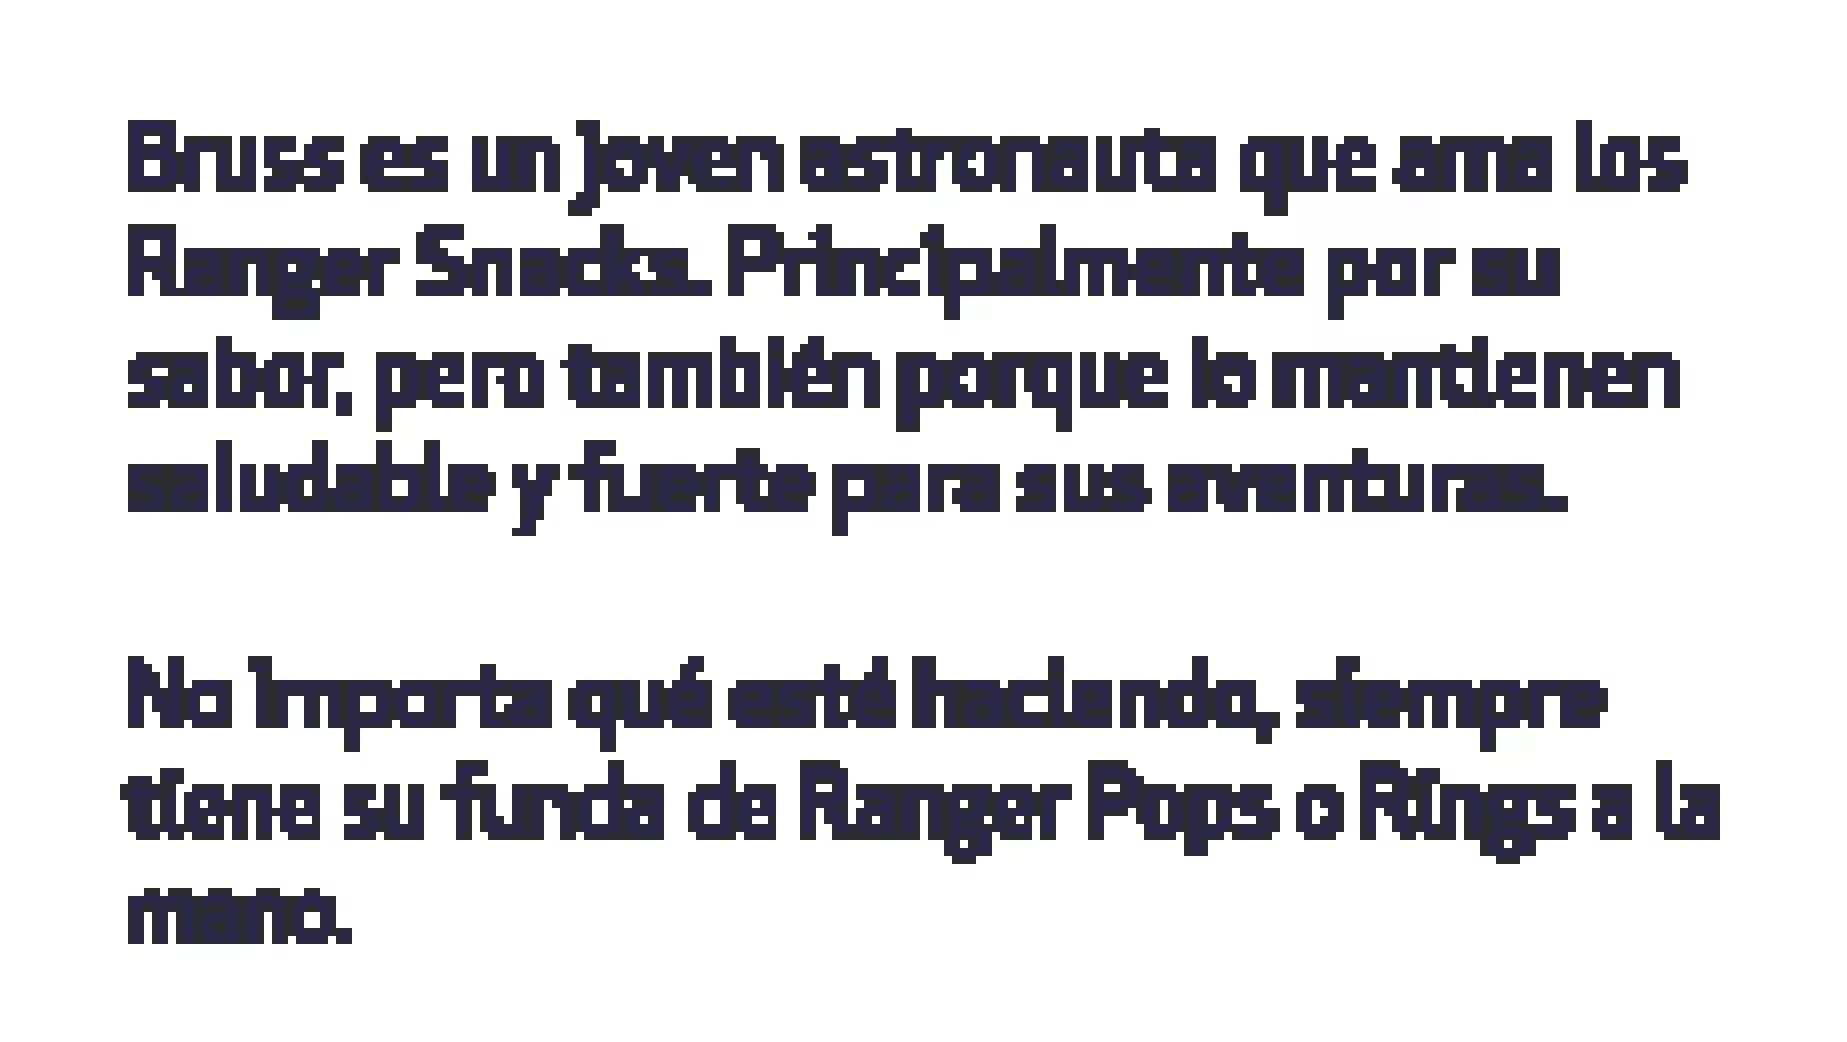 Bruss es un joven astronauta que ama los
Ranger Snacks. Principalmente por su
sabor, pero también porque lo mantienen
saludable y fuerte para sus aventuras.
No importa qué esté haciendo, siempre
tiene su funda de Ranger Pops o Rings a la
mano.